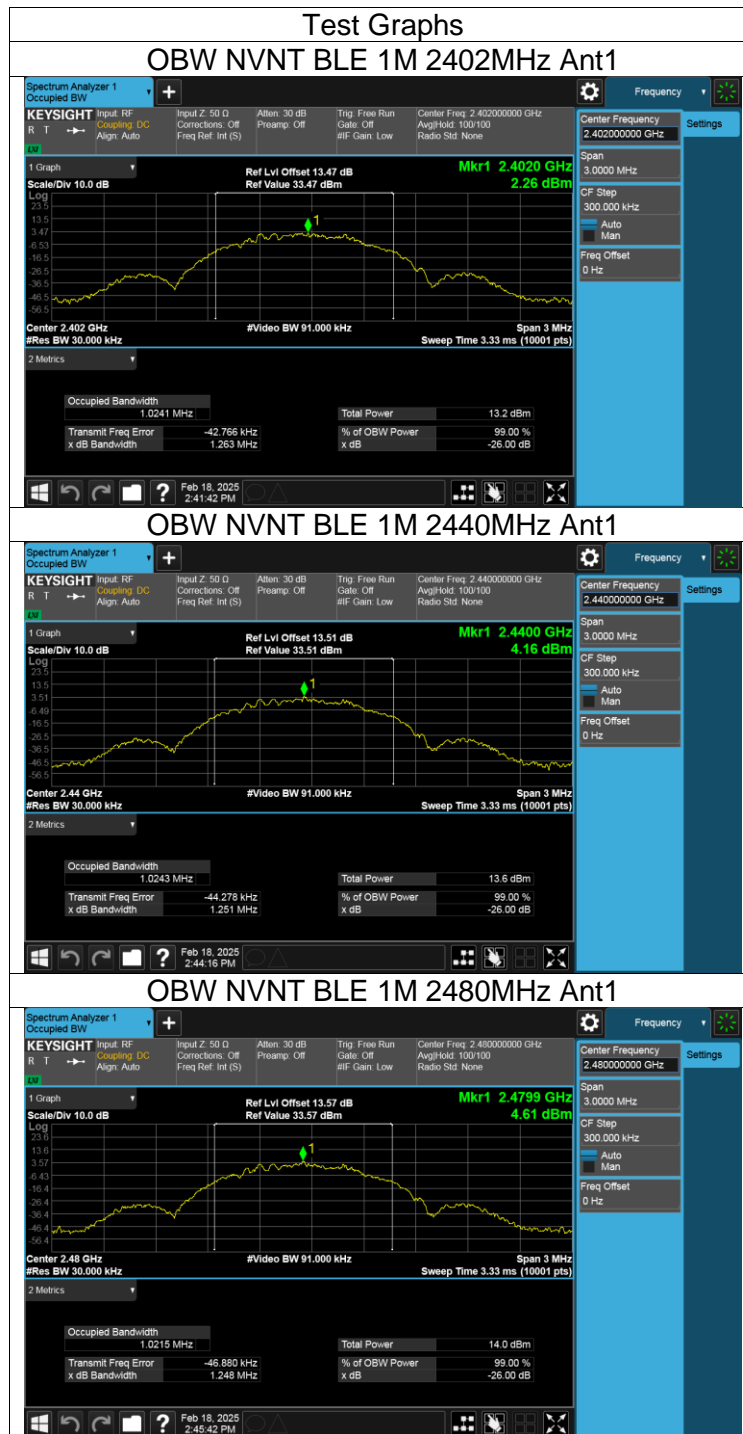 Test Graphs
OBW NVNT BLE 1M 2402MHz Ant1
Spectrum Analyzer 1
Occupied BW
Frequency
KEYSIGHT
R T
LXI
Input: RF
Coupling: DC
Align: Auto
Input Z: 50 Ω
Corrections: Off
Freq Ref: Int (S)
Atten: 30 dB
Preamp: Off
Trig: Free Run
Gate: Off
#IF Gain: Low
Center Freq: 2.402000000 GHz
Avg|Hold: 100/100
Radio Std: None
Center Frequency
2.402000000 GHz
Settings
Span
3.0000 MHz
CF Step
300.000 kHz
Auto
Man
Freq Offset
0 Hz
1 Graph
Scale/Div 10.0 dB
Ref Lvl Offset 13.47 dB
Ref Value 33.47 dBm
Mkr1 2.4020 GHz
2.26 dBm
Log
23.5
13.5
3.47
-6.53
-16.5
-26.5
-36.5
-46.5
-56.5
1
Center 2.402 GHz
#Res BW 30.000 kHz
#Video BW 91.000 kHz
Span 3 MHz
Sweep Time 3.33 ms (10001 pts)
2 Metrics
Occupied Bandwidth
1.0241 MHz
Total Power 13.2 dBm
Transmit Freq Error -42.766 kHz % of OBW Power 99.00 %
x dB Bandwidth 1.263 MHz x dB -26.00 dB
Feb 18, 2025
2:41:42 PM
OBW NVNT BLE 1M 2440MHz Ant1
Spectrum Analyzer 1
Occupied BW
Frequency
KEYSIGHT
R T
LXI
Input: RF
Coupling: DC
Align: Auto
Input Z: 50 Ω
Corrections: Off
Freq Ref: Int (S)
Atten: 30 dB
Preamp: Off
Trig: Free Run
Gate: Off
#IF Gain: Low
Center Freq: 2.440000000 GHz
Avg|Hold: 100/100
Radio Std: None
Center Frequency
2.440000000 GHz
Settings
Span
3.0000 MHz
CF Step
300.000 kHz
Auto
Man
Freq Offset
0 Hz
1 Graph
Scale/Div 10.0 dB
Ref Lvl Offset 13.51 dB
Ref Value 33.51 dBm
Mkr1 2.4400 GHz
4.16 dBm
Log
23.5
13.5
3.51
-6.49
-16.5
-26.5
-36.5
-46.5
-56.5
1
Center 2.44 GHz
#Res BW 30.000 kHz
#Video BW 91.000 kHz
Span 3 MHz
Sweep Time 3.33 ms (10001 pts)
2 Metrics
Occupied Bandwidth
1.0243 MHz
Total Power 13.6 dBm
Transmit Freq Error -44.278 kHz % of OBW Power 99.00 %
x dB Bandwidth 1.251 MHz x dB -26.00 dB
Feb 18, 2025
2:44:16 PM
OBW NVNT BLE 1M 2480MHz Ant1
Spectrum Analyzer 1
Occupied BW
Frequency
KEYSIGHT
R T
LXI
Input: RF
Coupling: DC
Align: Auto
Input Z: 50 Ω
Corrections: Off
Freq Ref: Int (S)
Atten: 30 dB
Preamp: Off
Trig: Free Run
Gate: Off
#IF Gain: Low
Center Freq: 2.480000000 GHz
Avg|Hold: 100/100
Radio Std: None
Center Frequency
2.480000000 GHz
Settings
Span
3.0000 MHz
CF Step
300.000 kHz
Auto
Man
Freq Offset
0 Hz
1 Graph
Scale/Div 10.0 dB
Ref Lvl Offset 13.57 dB
Ref Value 33.57 dBm
Mkr1 2.4799 GHz
4.61 dBm
Log
23.6
13.6
3.57
-6.43
-16.4
-26.4
-36.4
-46.4
-56.4
1
Center 2.48 GHz
#Res BW 30.000 kHz
#Video BW 91.000 kHz
Span 3 MHz
Sweep Time 3.33 ms (10001 pts)
2 Metrics
Occupied Bandwidth
1.0215 MHz
Total Power 14.0 dBm
Transmit Freq Error -46.880 kHz % of OBW Power 99.00 %
x dB Bandwidth 1.248 MHz x dB -26.00 dB
Feb 18, 2025
2:45:42 PM